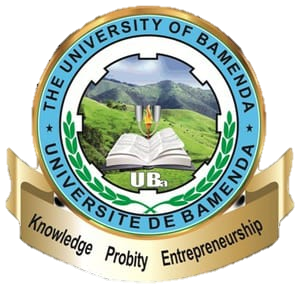 THE UNIVERSITY OF BAMENDA
UBa
UNIVERSITE DE BAMENDA
Knowledge Probity Entrepreneurship